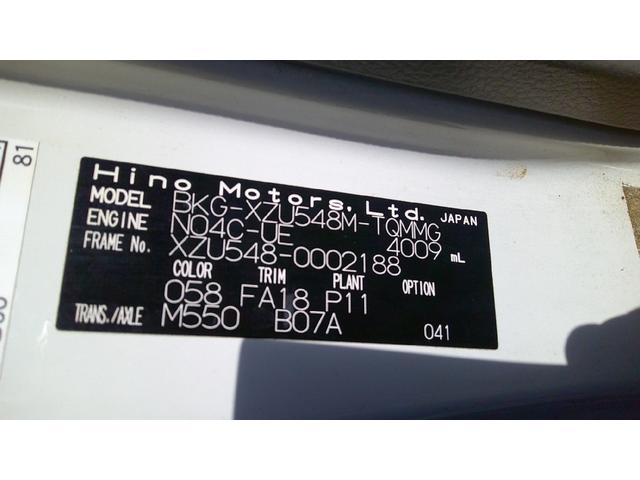 Hino Motors, Ltd. JAPAN
MODEL BKG-XZU548M-TQMMG
ENGINE N04C-UE 4009 mL
FRAME No. XZU548-0002188
COLOR TRIM PLANT OPTION
058 FA18 P11
TRANS./AXLE M550 B07A 041
81